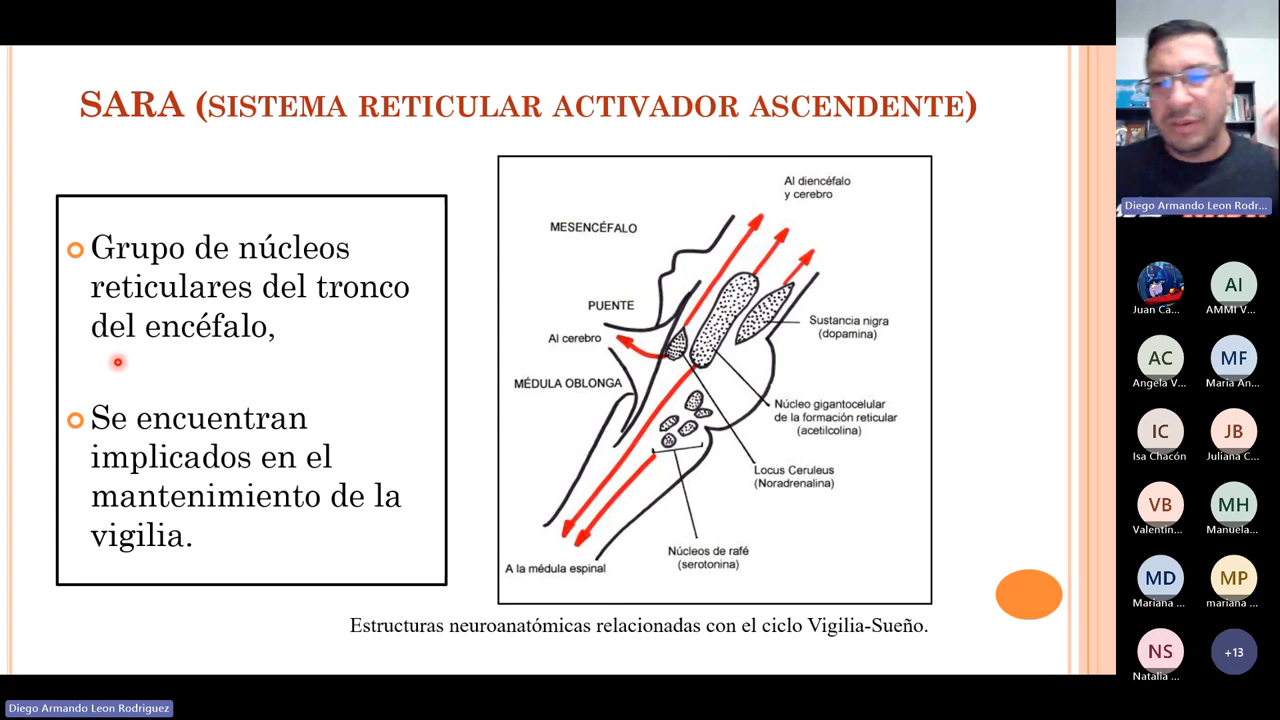 SARA (SISTEMA RETICULAR ACTIVADOR ASCENDENTE)
Grupo de núcleos
reticulares del tronco
del encéfalo,
Se encuentran
implicados en el
mantenimiento de la
vigilia.
Al diencéfalo
y cerebro
MESENCÉFALO
PUENTE
Al cerebro
MÉDULA OBLONGA
Sustancia nigra
(dopamina)
Núcleo gigantocelular
de la formación reticular
(acetilcolina)
Locus Ceruleus
(Noradrenalina)
Núcleos de rafé
(serotonina)
A la médula espinal
Estructuras neuroanatómicas relacionadas con el ciclo Vigilia-Sueño.
Diego Armando Leon Rodr...
Juan Ca...
AI
AMMI V...
AC
Angela V...
MF
Maria An...
IC
Isa Chacón
JB
Juliana C...
VB
Valentin...
MH
Manuela...
MD
Mariana ...
MP
mariana ...
NS
Natalia ...
+13
Diego Armando Leon Rodriguez